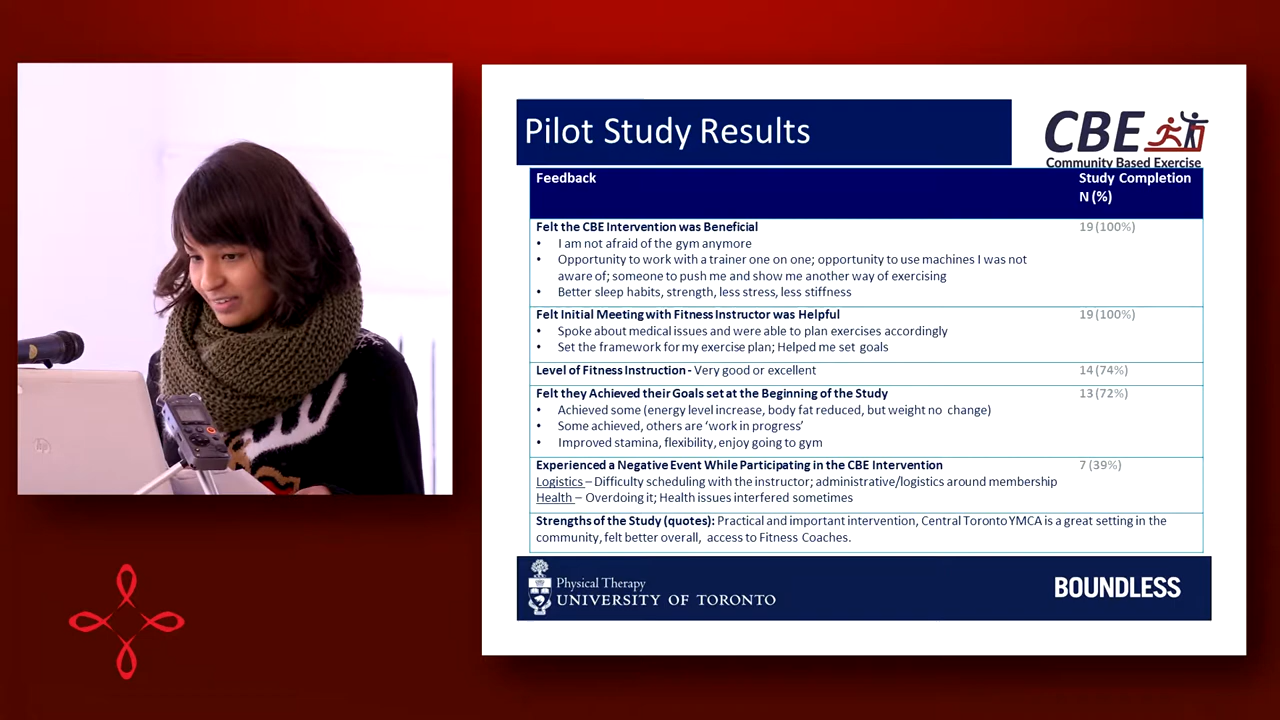 Pilot Study Results
CBE
Community Based Exercise
Feedback
Study Completion
N (%)
Felt the CBE Intervention was Beneficial
19 (100%)
• I am not afraid of the gym anymore
• Opportunity to work with a trainer one on one; opportunity to use machines I was not
aware of; someone to push me and show me another way of exercising
• Better sleep habits, strength, less stress, less stiffness
Felt Initial Meeting with Fitness Instructor was Helpful
19 (100%)
• Spoke about medical issues and were able to plan exercises accordingly
• Set the framework for my exercise plan; Helped me set goals
Level of Fitness Instruction - Very good or excellent
14 (74%)
Felt they Achieved their Goals set at the Beginning of the Study
13 (72%)
• Achieved some (energy level increase, body fat reduced, but weight no change)
• Some achieved, others are ‘work in progress’
• Improved stamina, flexibility, enjoy going to gym
Experienced a Negative Event While Participating in the CBE Intervention
7 (39%)
Logistics – Difficulty scheduling with the instructor; administrative/logistics around membership
Health – Overdoing it; Health issues interfered sometimes
Strengths of the Study (quotes): Practical and important intervention, Central Toronto YMCA is a great setting in the
community, felt better overall, access to Fitness Coaches.
Physical Therapy
UNIVERSITY OF TORONTO
BOUNDLESS
hp